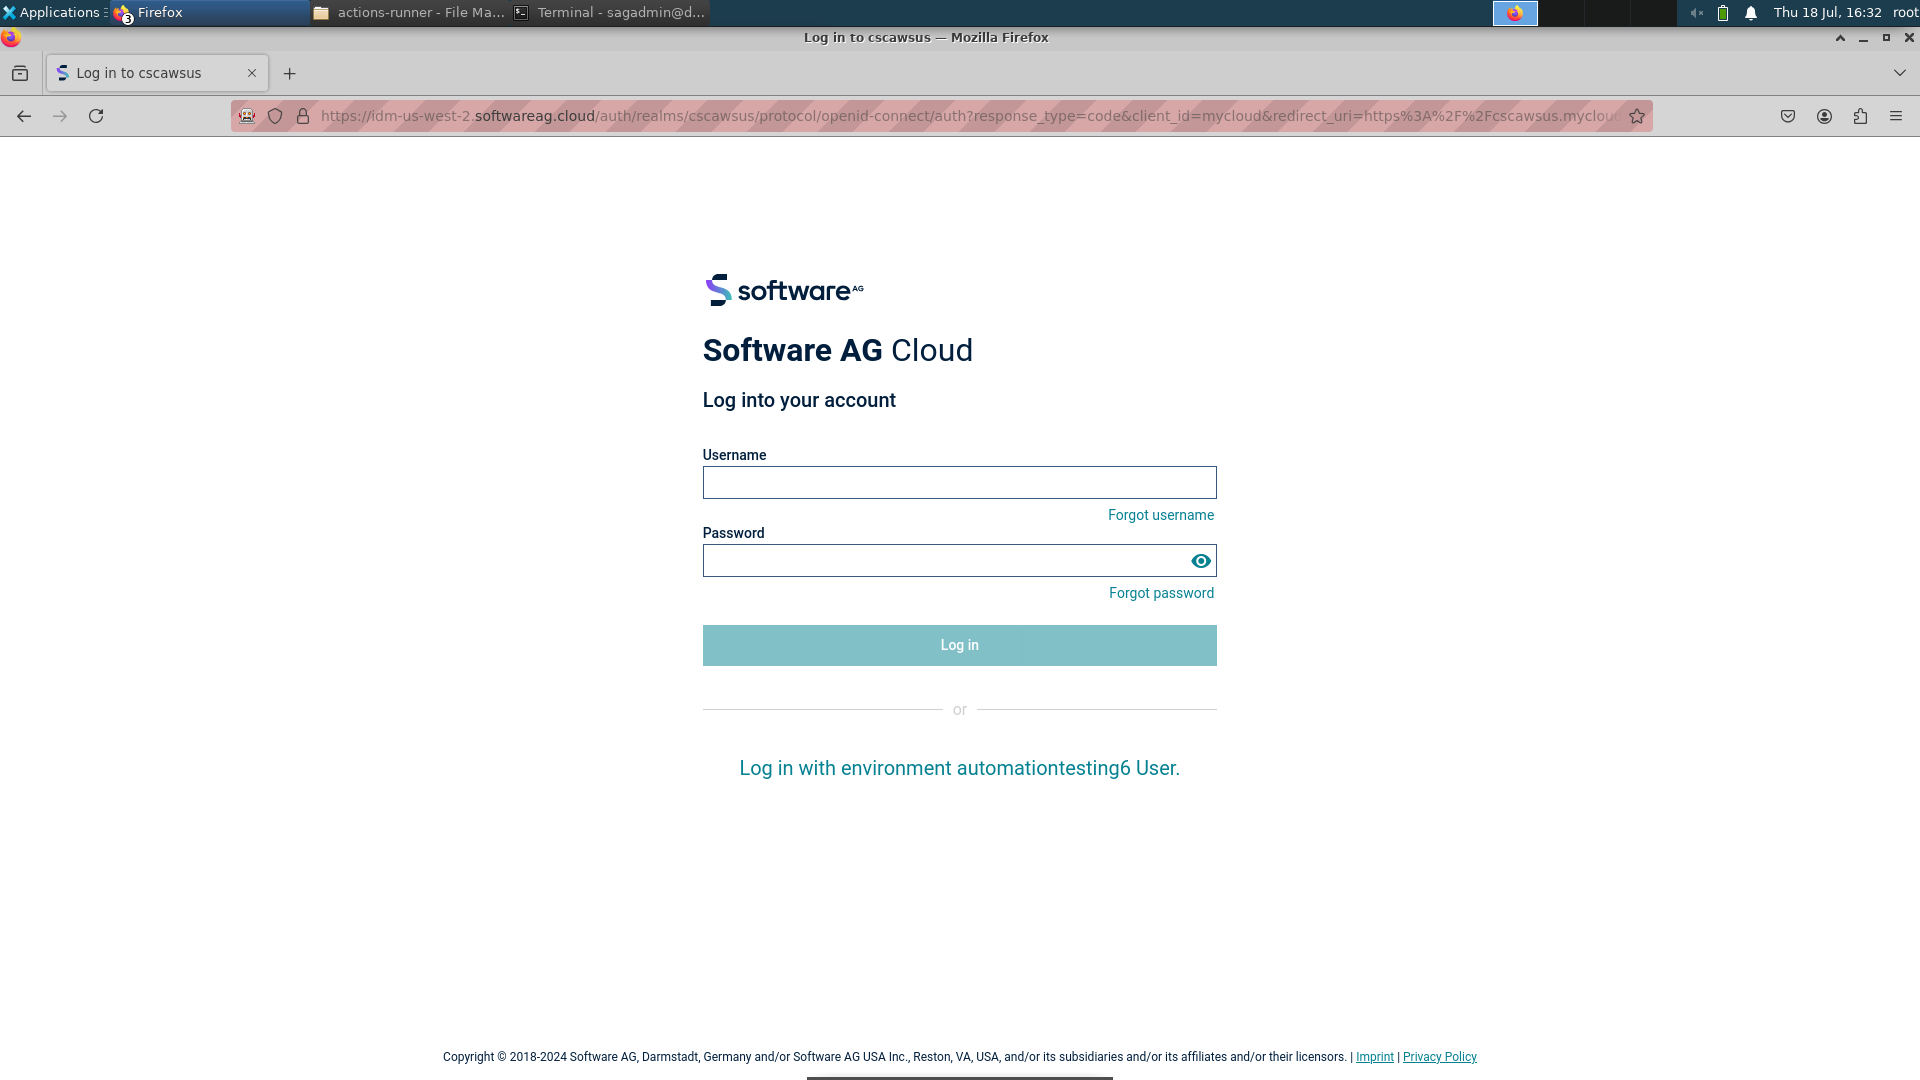 Applications
3
Firefox
actions-runner - File Ma...
Terminal - sagadmin@d...
Thu 18 Jul, 16:32
root
Log in to cscawsus — Mozilla Firefox
Log in to cscawsus
https://idm-us-west-2.softwareag.cloud/auth/realms/cscawsus/protocol/openid-connect/auth?response_type=code&client_id=mycloud&redirect_uri=https%3A%2F%2Fcscawsus.myclou
software AG
Software AG Cloud
Log into your account
Username
Forgot username
Password
Forgot password
Log in
or
Log in with environment automationtesting6 User.
Copyright © 2018-2024 Software AG, Darmstadt, Germany and/or Software AG USA Inc., Reston, VA, USA, and/or its subsidiaries and/or its affiliates and/or their licensors. | Imprint | Privacy Policy